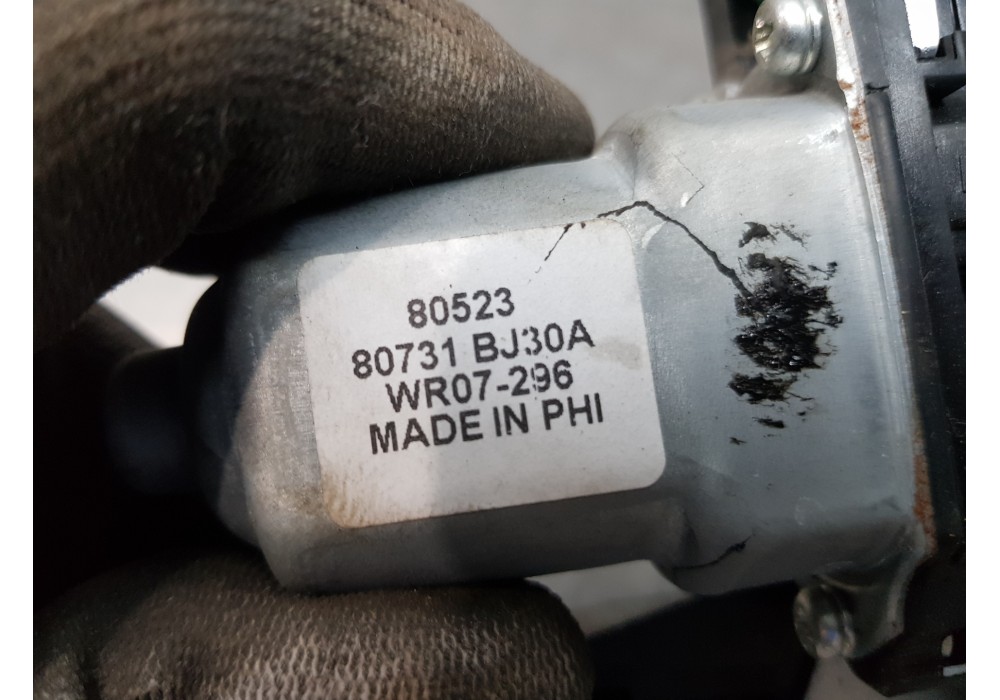 80523
80731 BJ30A
WR07-296
MADE IN PHI